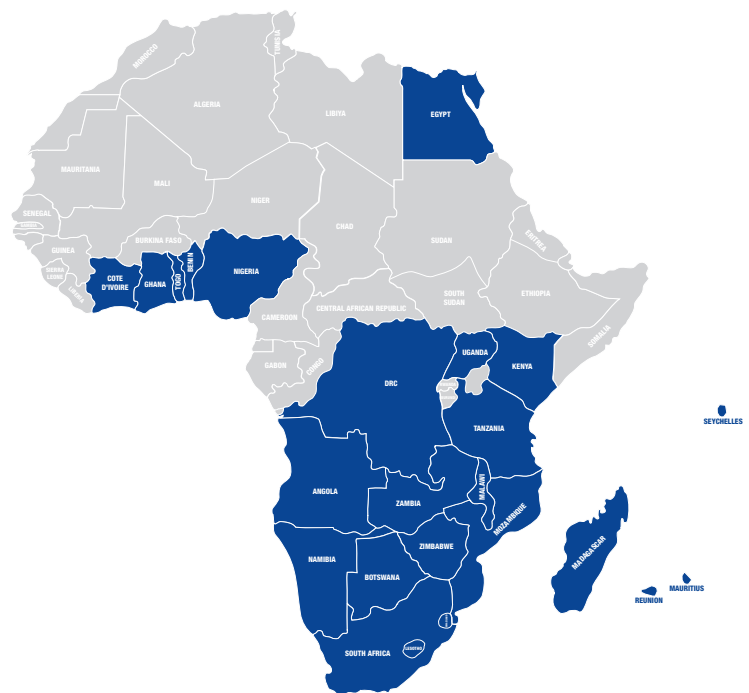 MOROCCO
TUNISIA
ALGERIA
LIBIYA
EGYPT
MAURITANIA
MALI
NIGER
CHAD
SUDAN
ERITREA
SENEGAL
GUINEA
BURKINA FASO
SIERRA
LEONE
LIBERIA
COTE
D'IVOIRE
GHANA
TOGO
BENIN
NIGERIA
CAMEROON
CENTRAL AFRICAN REPUBLIC
SOUTH
SUDAN
ETHIOPIA
SOMALIA
GABON
CONGO
DRC
UGANDA
KENYA
TANZANIA
SEYCHELLES
ANGOLA
ZAMBIA
MALAWI
MOZAMBIQUE
MADAGASCAR
NAMIBIA
ZIMBABWE
BOTSWANA
MAURITIUS
REUNION
SOUTH AFRICA
LESOTHO